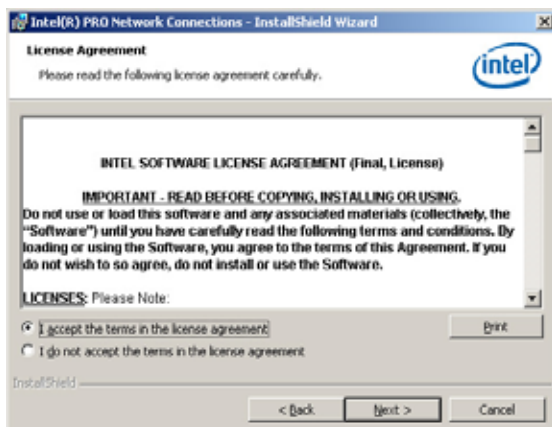 Intel(R) PRO Network Connections - InstallShield Wizard
License Agreement
Please read the following license agreement carefully.
intel
INTEL SOFTWARE LICENSE AGREEMENT (Final, License)
IMPORTANT - READ BEFORE COPYING, INSTALLING OR USING.
Do not use or load this software and any associated materials (collectively, the
“Software”) until you have carefully read the following terms and conditions. By
loading or using the Software, you agree to the terms of this Agreement. If you
do not wish to so agree, do not install or use the Software.
LICENSES: Please Note:
I accept the terms in the license agreement
Print
I do not accept the terms in the license agreement
InstallShield
< Back
Next >
Cancel